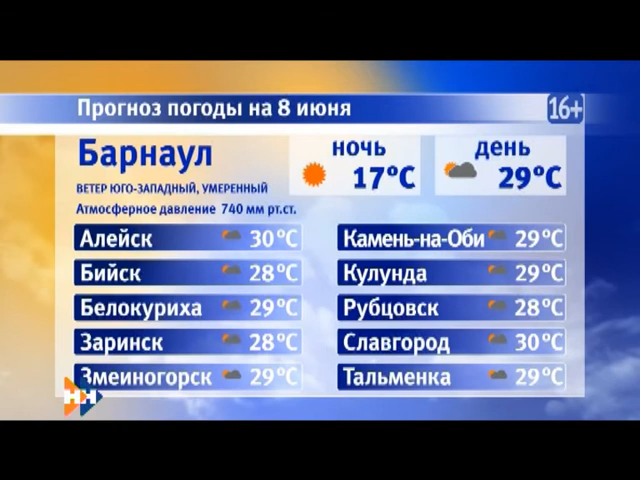 Прогноз погоды на 8 июня
16+
Барнаул
ночь
17°C
день
29°C
ВЕТЕР ЮГО-ЗАПАДНЫЙ, УМЕРЕННЫЙ
Атмосферное давление 740 мм рт.ст.
Алейск 30°C
Бийск 28°C
Белокуриха 29°C
Заринск 28°C
Змеиногорск 29°C
Камень-на-Оби 29°C
Кулунда 29°C
Рубцовск 28°C
Славгород 30°C
Тальменка 29°C
НН